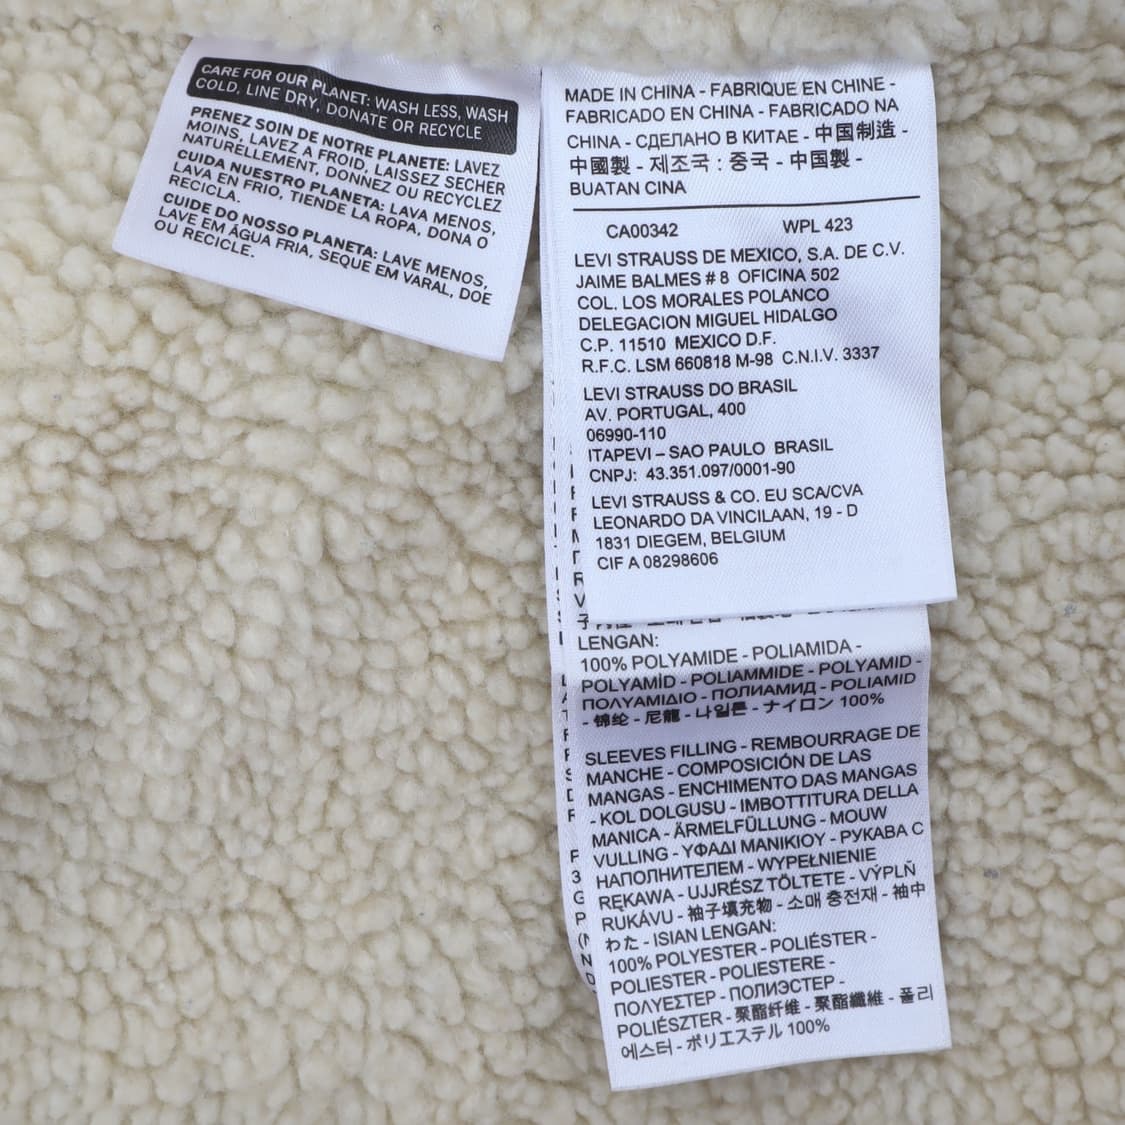 CARE FOR OUR PLANET: WASH LESS, WASH
COLD, LINE DRY, DONATE OR RECYCLE
PRENEZ SOIN DE NOTRE PLANETE: LAVEZ
MOINS, LAVEZ A FROID, LAISSEZ SECHER
NATURELLEMENT, DONNEZ OU RECYCLEZ
CUIDA NUESTRO PLANETA: LAVA MENOS,
LAVA EN FRIO, TIENDE LA ROPA, DONA O
RECICLA.
CUIDE DO NOSSO PLANETA: LAVE MENOS,
LAVE EM ÁGUA FRIA, SEQUE EM VARAL, DOE
OU RECICLE.
MADE IN CHINA - FABRIQUE EN CHINE -
FABRICADO EN CHINA - FABRICADO NA
CHINA - СДЕЛАНО В КИТАЕ - 中国制造 -
中國製 - 제조국 : 중국 - 中国製 -
BUATAN CINA
CA00342 WPL 423
LEVI STRAUSS DE MEXICO, S.A. DE C.V.
JAIME BALMES # 8 OFICINA 502
COL. LOS MORALES POLANCO
DELEGACION MIGUEL HIDALGO
C.P. 11510 MEXICO D.F.
R.F.C. LSM 660818 M-98 C.N.I.V. 3337
LEVI STRAUSS DO BRASIL
AV. PORTUGAL, 400
06990-110
ITAPEVI – SAO PAULO BRASIL
CNPJ: 43.351.097/0001-90
LEVI STRAUSS & CO. EU SCA/CVA
LEONARDO DA VINCILAAN, 19 - D
1831 DIEGEM, BELGIUM
CIF A 08298606
LENGAN:
100% POLYAMIDE - POLIAMIDA -
POLYAMİD - POLIAMMIDE - POLYAMID -
ΠΟΛΥΑΜΙΔΙΟ - ПОЛИАМИД - POLIAMID
- 锦纶 - 尼龍 - 나일론 - ナイロン 100%
SLEEVES FILLING - REMBOURRAGE DE
MANCHE - COMPOSICIÓN DE LAS
MANGAS - ENCHIMENTO DAS MANGAS
- KOL DOLGUSU - IMBOTTITURA DELLA
MANICA - ÄRMELFÜLLUNG - MOUW
VULLING - ΥΦΑΔΙ ΜΑΝΙΚΙΟΥ - РУКАВА С
НАПОЛНИТЕЛЕМ - WYPEŁNIENIE
RĘKAWA - UJJRÉSZ TÖLTETE - VÝPLŇ
RUKÁVU - 袖子填充物 - 소매 충전재 - 袖中
わた - ISIAN LENGAN:
100% POLYESTER - POLIÉSTER -
POLIESTER - POLIESTERE -
ΠΟΛΥΕΣΤΕΡ - ПОЛИЭСТЕР -
POLIÉSZTER - 聚酯纤维 - 聚酯纖維 - 폴리
에스터 - ポリエステル 100%